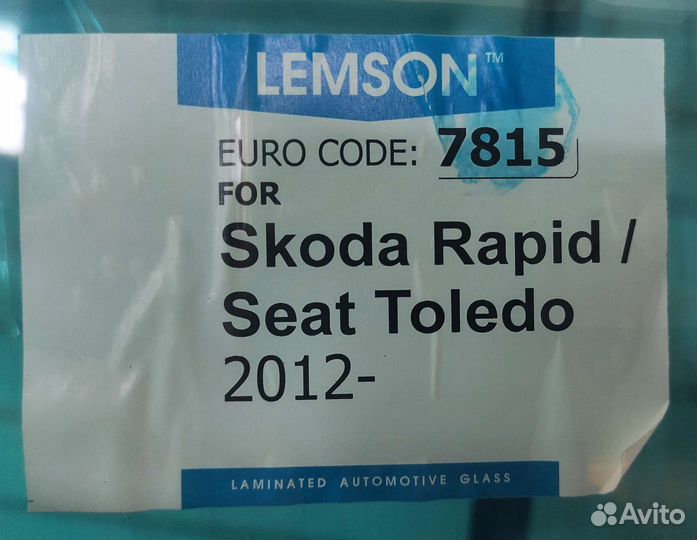 LEMSON™
EURO CODE: 7815
FOR
Skoda Rapid /
Seat Toledo
2012-
LAMINATED AUTOMOTIVE GLASS
Avito